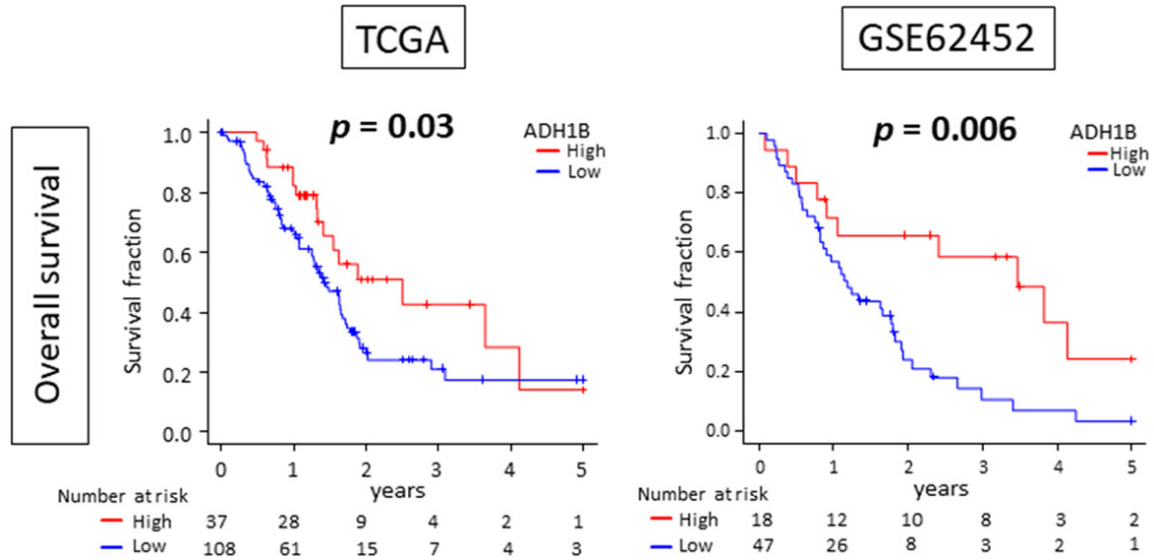 TCGA
GSE62452
Overall survival
p = 0.03
ADH1B
High
Low
Survival fraction
1.0
0.8
0.6
0.4
0.2
0.0
0 1 2 3 4 5
years
Number at risk
High 37 28 9 4 2 1
Low 108 61 15 7 4 3
p = 0.006
ADH1B
High
Low
Survival fraction
1.0
0.8
0.6
0.4
0.2
0.0
0 1 2 3 4 5
years
Number at risk
High 18 12 10 8 3 2
Low 47 26 8 3 2 1